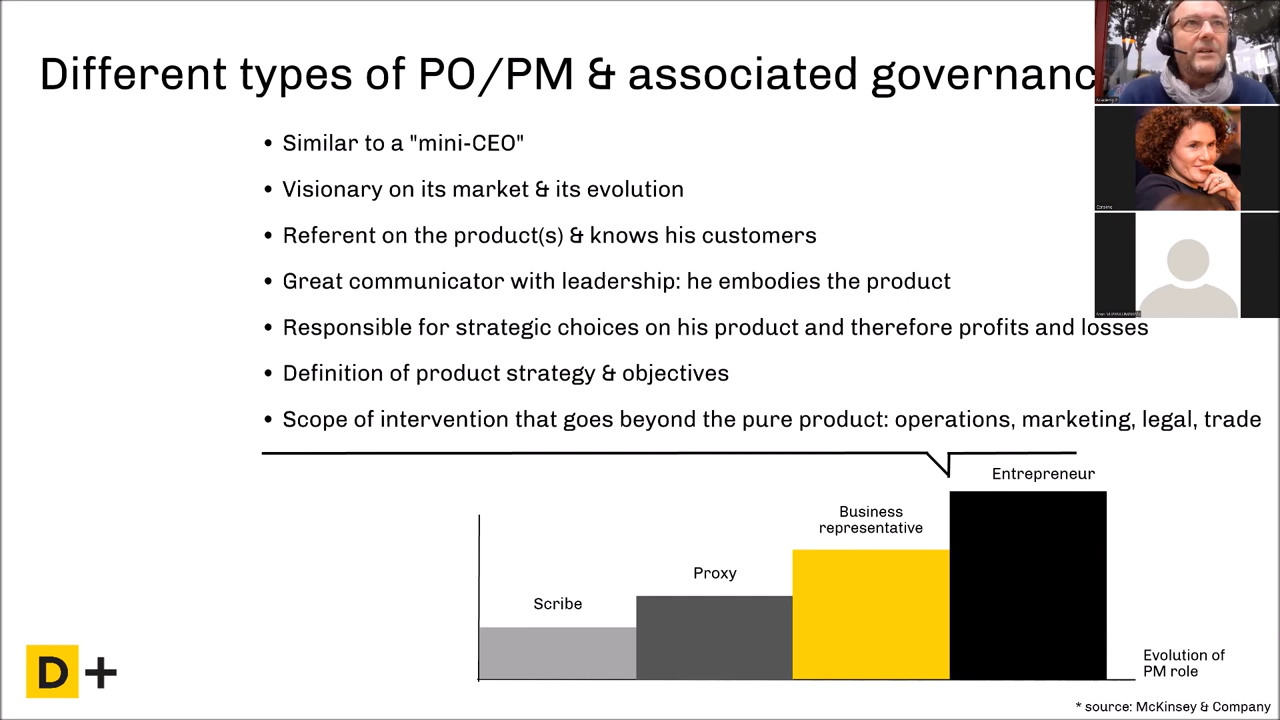 Different types of PO/PM & associated governanc
• Similar to a "mini-CEO"
• Visionary on its market & its evolution
• Referent on the product(s) & knows his customers
• Great communicator with leadership: he embodies the product
• Responsible for strategic choices on his product and therefore profits and losses
• Definition of product strategy & objectives
• Scope of intervention that goes beyond the pure product: operations, marketing, legal, trade
Entrepreneur
Business
representative
Proxy
Scribe
Evolution of
PM role
D+
* source: McKinsey & Company